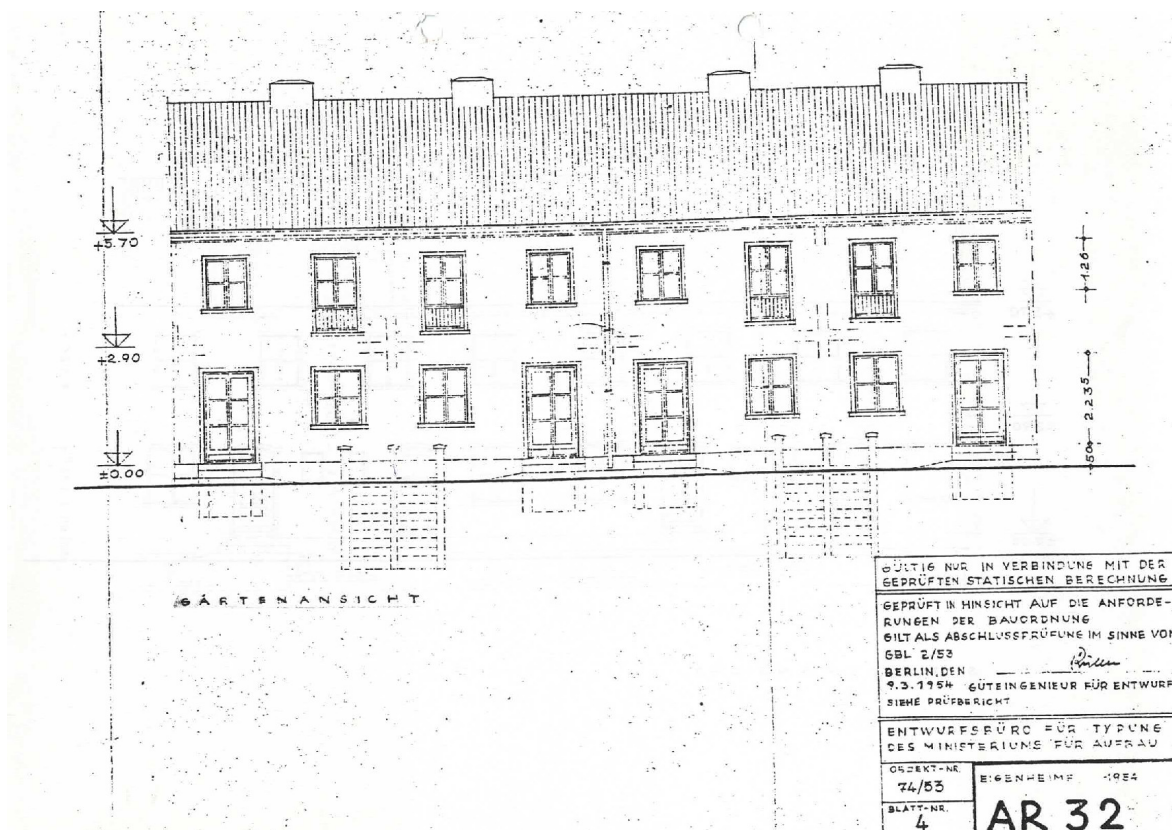 +5.70
+2.90
±0.00
1.26
2.235
50
GARTENANSICHT
GÜLTIG NUR IN VERBINDUNG MIT DER
GEPRÜFTEN STATISCHEN BERECHNUNG
GEPRÜFT IN HINSICHT AUF DIE ANFORDE-
RUNGEN DER BAUORDNUNG
GILT ALS ABSCHLUSSPRÜFUNG IM SINNE VON
GBL 2/53
BERLIN, DEN
9.3.1954 GÜTEINGENIEUR FÜR ENTWURF
SIEHE PRÜFBERICHT
ENTWURFSBÜRO FÜR TYPUNG
DES MINISTERIUMS FÜR AUFBAU
OBJEKT-NR.
74/53
BLATT-NR.
4
EIGENHEIME 1954
AR 32